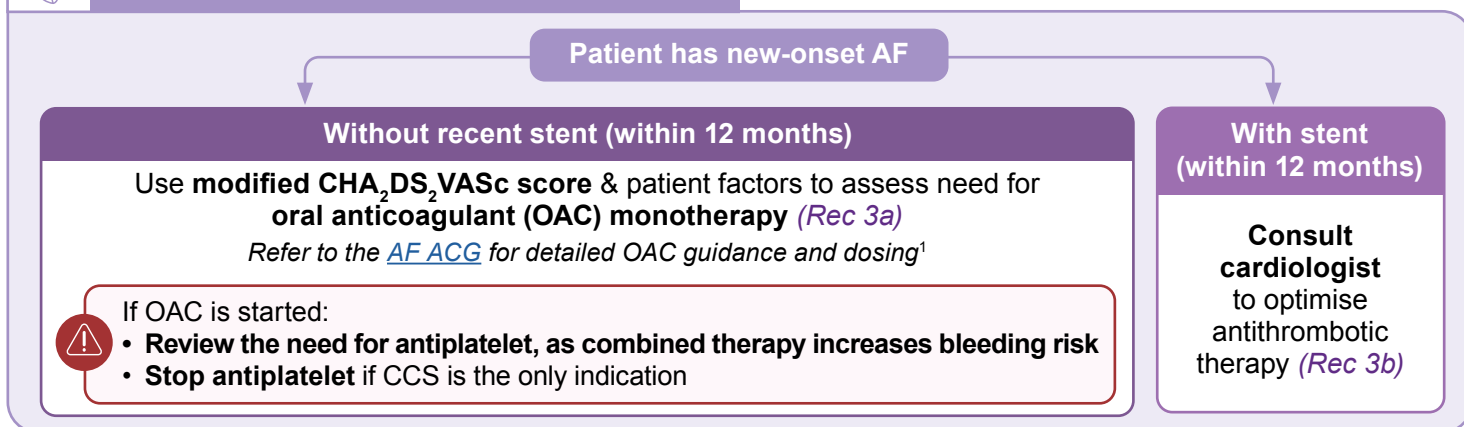 Patient has new-onset AF
Without recent stent (within 12 months)
Use modified CHA₂DS₂VASc score & patient factors to assess need for
oral anticoagulant (OAC) monotherapy (Rec 3a)
Refer to the AF ACG for detailed OAC guidance and dosing¹
If OAC is started:
• Review the need for antiplatelet, as combined therapy increases bleeding risk
• Stop antiplatelet if CCS is the only indication
With stent
(within 12 months)
Consult
cardiologist
to optimise
antithrombotic
therapy (Rec 3b)